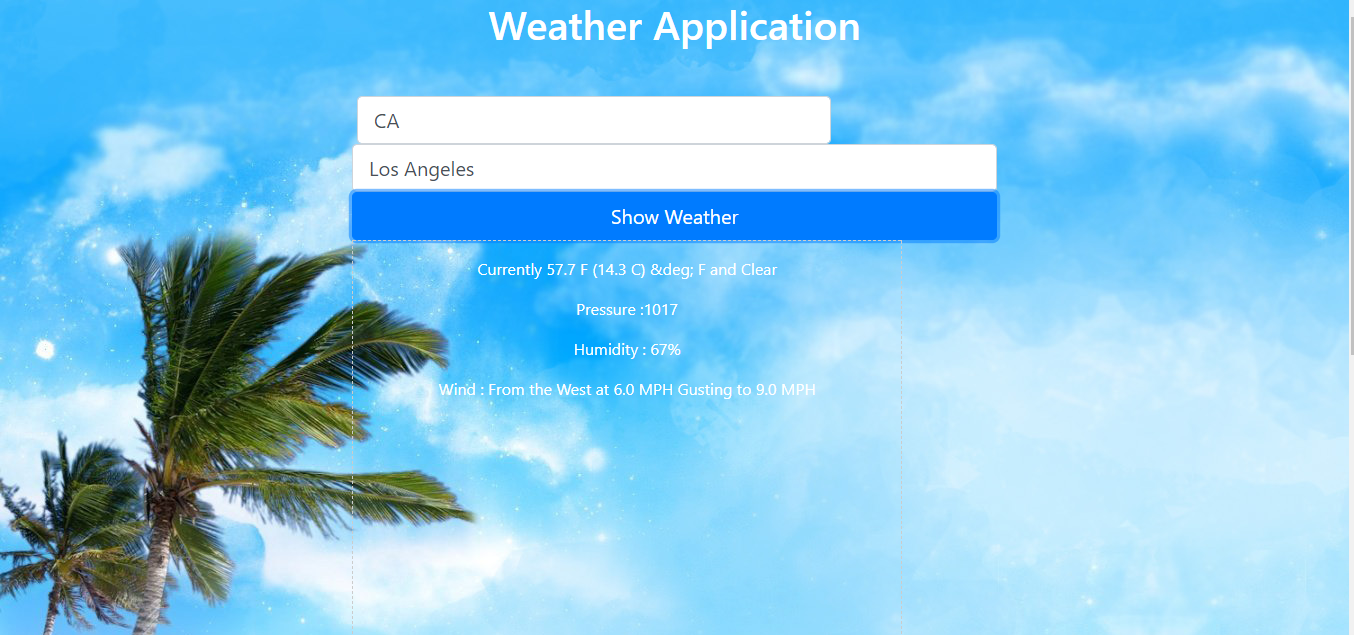 Weather Application
CA
Los Angeles
Show Weather
Currently 57.7 F (14.3 C) &deg; F and Clear
Pressure :1017
Humidity : 67%
Wind : From the West at 6.0 MPH Gusting to 9.0 MPH